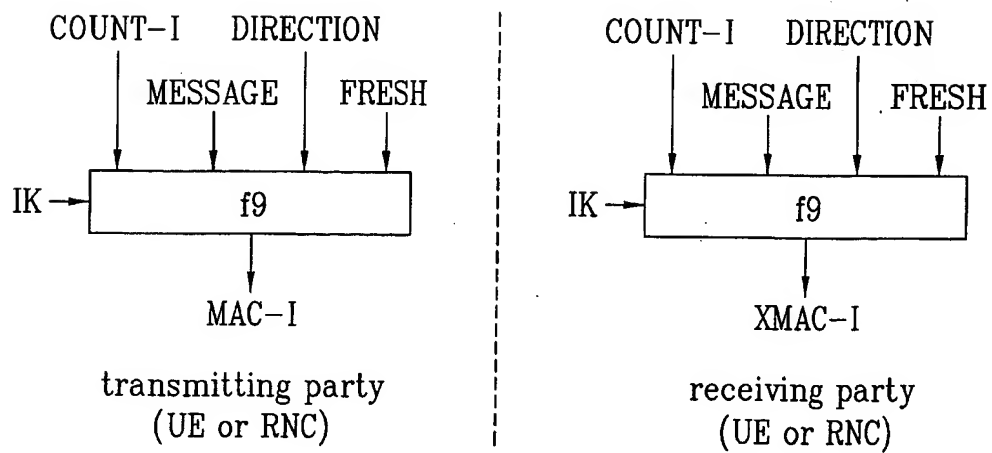 COUNT-I DIRECTION
MESSAGE FRESH
IK
f9
MAC-I
transmitting party
(UE or RNC)
COUNT-I DIRECTION
MESSAGE FRESH
IK
f9
XMAC-I
receiving party
(UE or RNC)